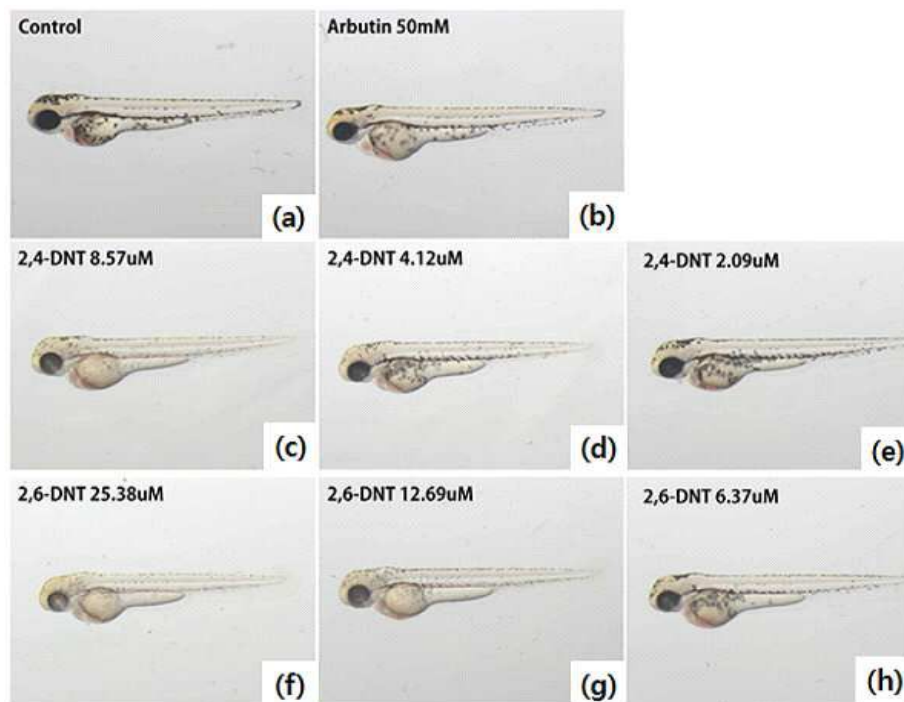 Control
Arbutin 50mM
(a)
(b)
2,4-DNT 8.57uM
2,4-DNT 4.12uM
2,4-DNT 2.09uM
(c)
(d)
(e)
2,6-DNT 25.38uM
2,6-DNT 12.69uM
2,6-DNT 6.37uM
(f)
(g)
(h)